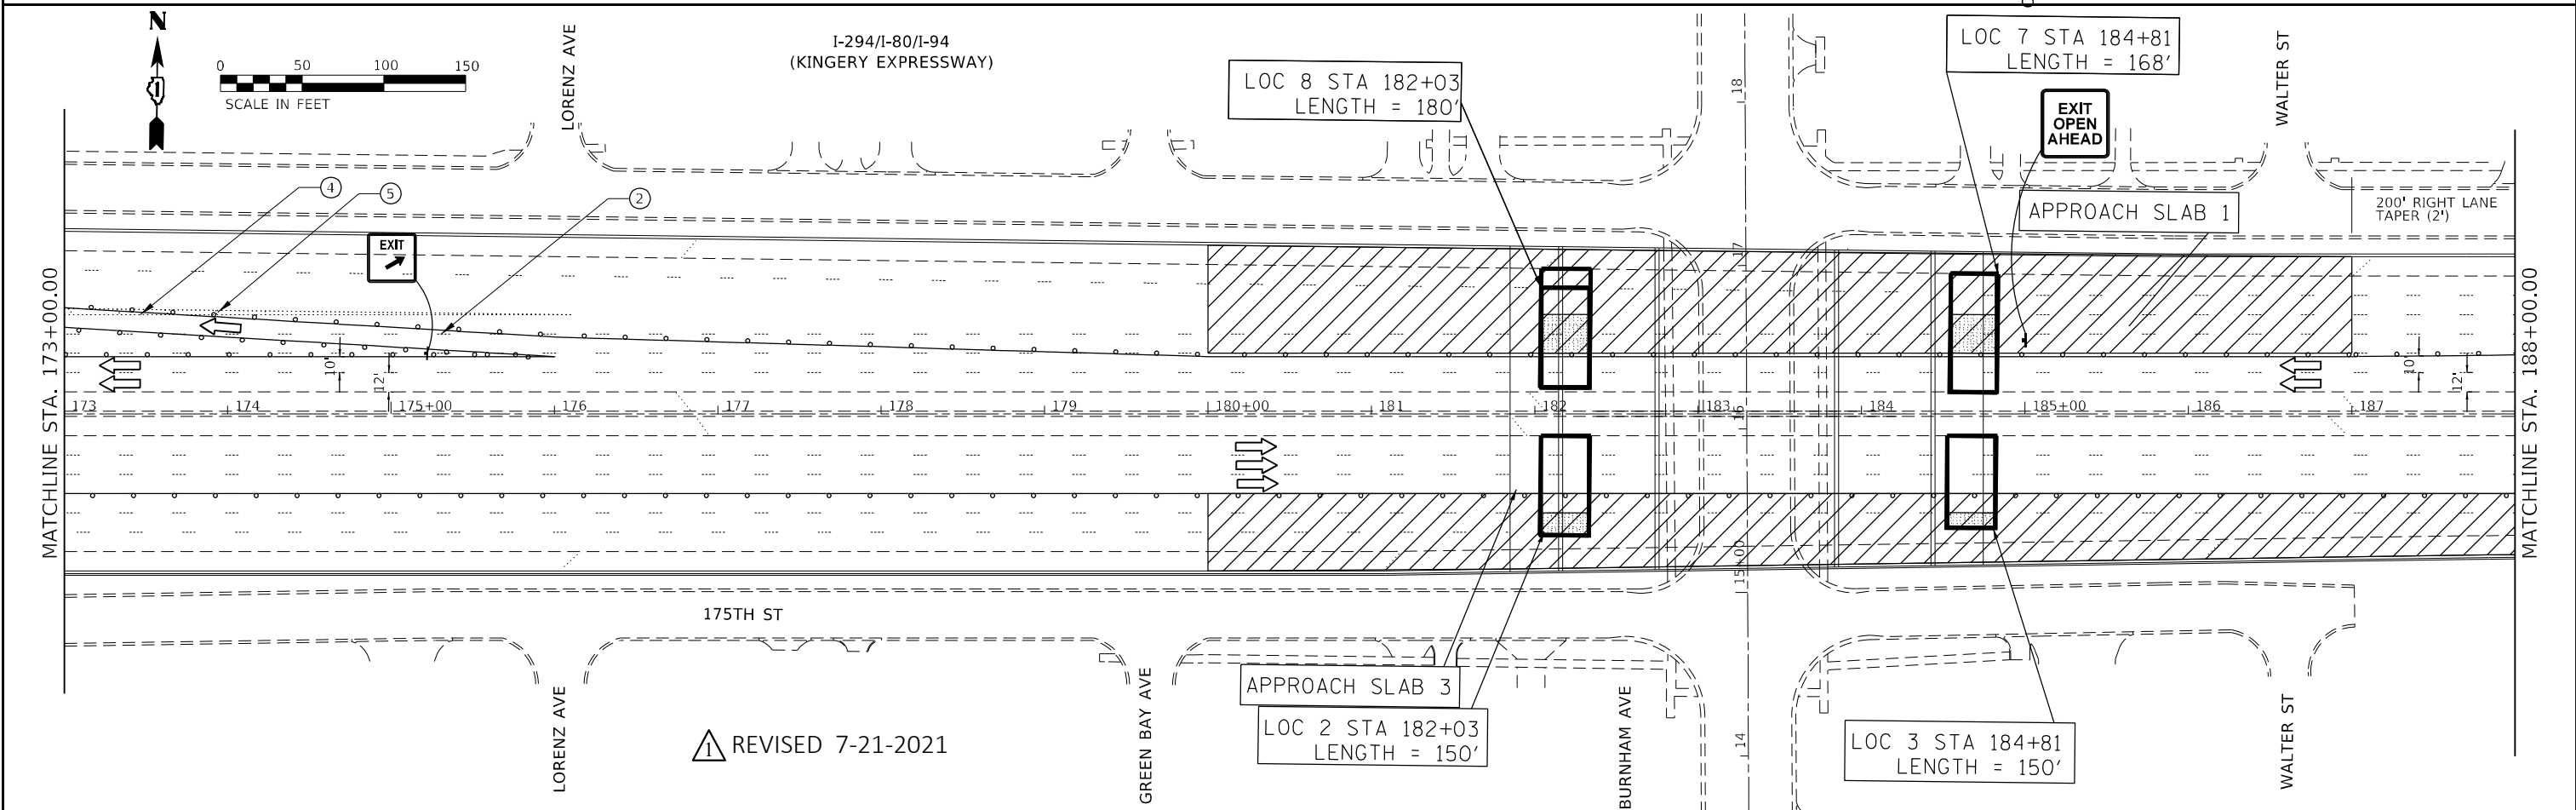 N
1
0 50 100 150
SCALE IN FEET
LORENZ AVE
I-294/I-80/I-94
(KINGERY EXPRESSWAY)
LOC 8 STA 182+03
LENGTH = 180'
18
LOC 7 STA 184+81
LENGTH = 168'
EXIT
OPEN
AHEAD
WALTER ST
APPROACH SLAB 1
200' RIGHT LANE
TAPER (2')
4
5
2
EXIT
17
MATCHLINE STA. 173+00.00
10'
12'
10'
12'
173 174 175+00 176 177 178 179 180+00 181 182 183 184 185+00 186 187
16
MATCHLINE STA. 188+00.00
15+00
175TH ST
APPROACH SLAB 3
LOC 2 STA 182+03
LENGTH = 150'
LOC 3 STA 184+81
LENGTH = 150'
LORENZ AVE
1 REVISED 7-21-2021
GREEN BAY AVE
BURNHAM AVE
14
WALTER ST